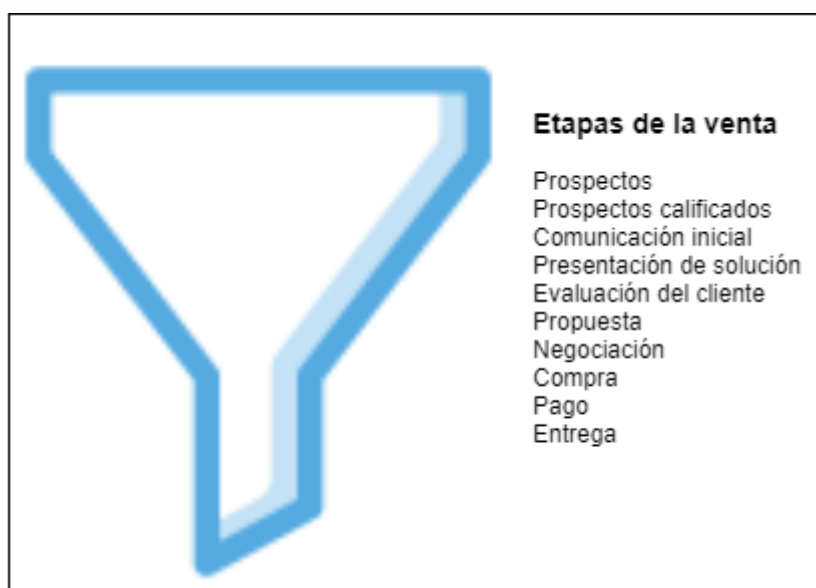 Etapas de la venta
Prospectos
Prospectos calificados
Comunicación inicial
Presentación de solución
Evaluación del cliente
Propuesta
Negociación
Compra
Pago
Entrega